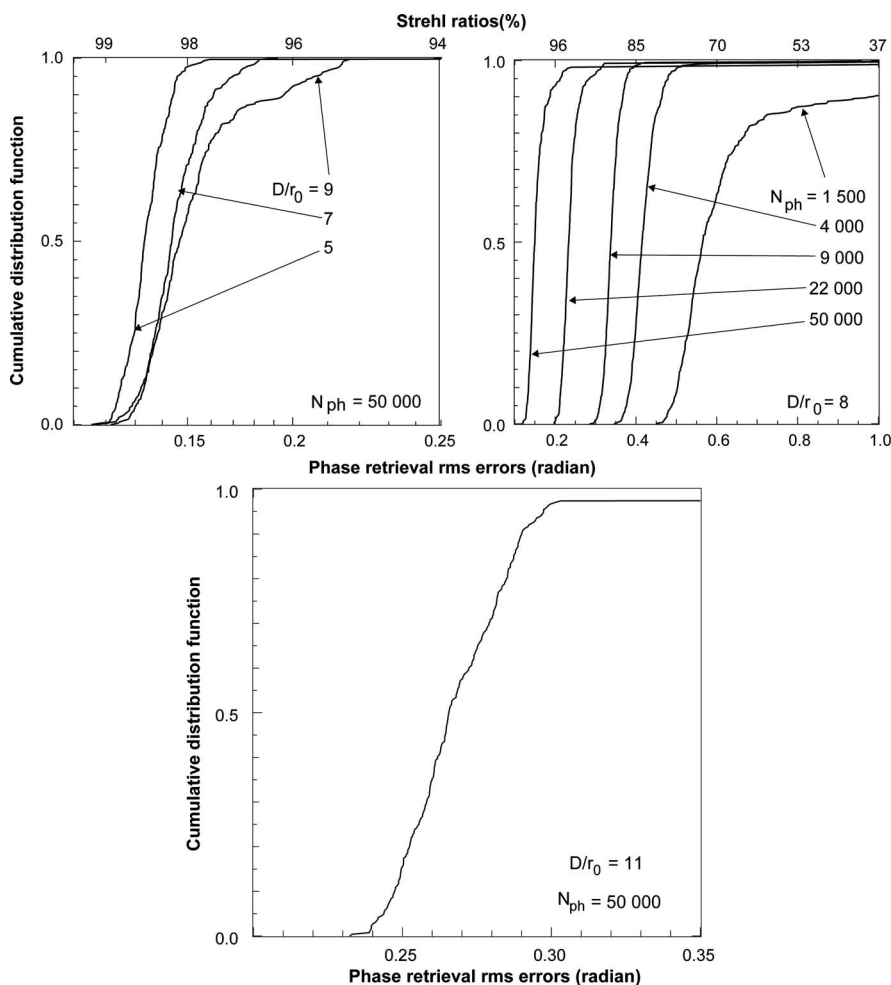 Strehl ratios(%)
99 98 96 94
96 85 70 53 37
Cumulative distribution function
1.0
0.5
0.0
D/r0 = 9
7
5
Nph = 50 000
0.15 0.2 0.25
1.0
0.5
0.0
Nph = 1 500
4 000
9 000
22 000
50 000
D/r0 = 8
0.2 0.4 0.6 0.8 1.0
Phase retrieval rms errors (radian)
Cumulative distribution function
1.0
0.5
0.0
D/r0 = 11
Nph = 50 000
0.25 0.30 0.35
Phase retrieval rms errors (radian)